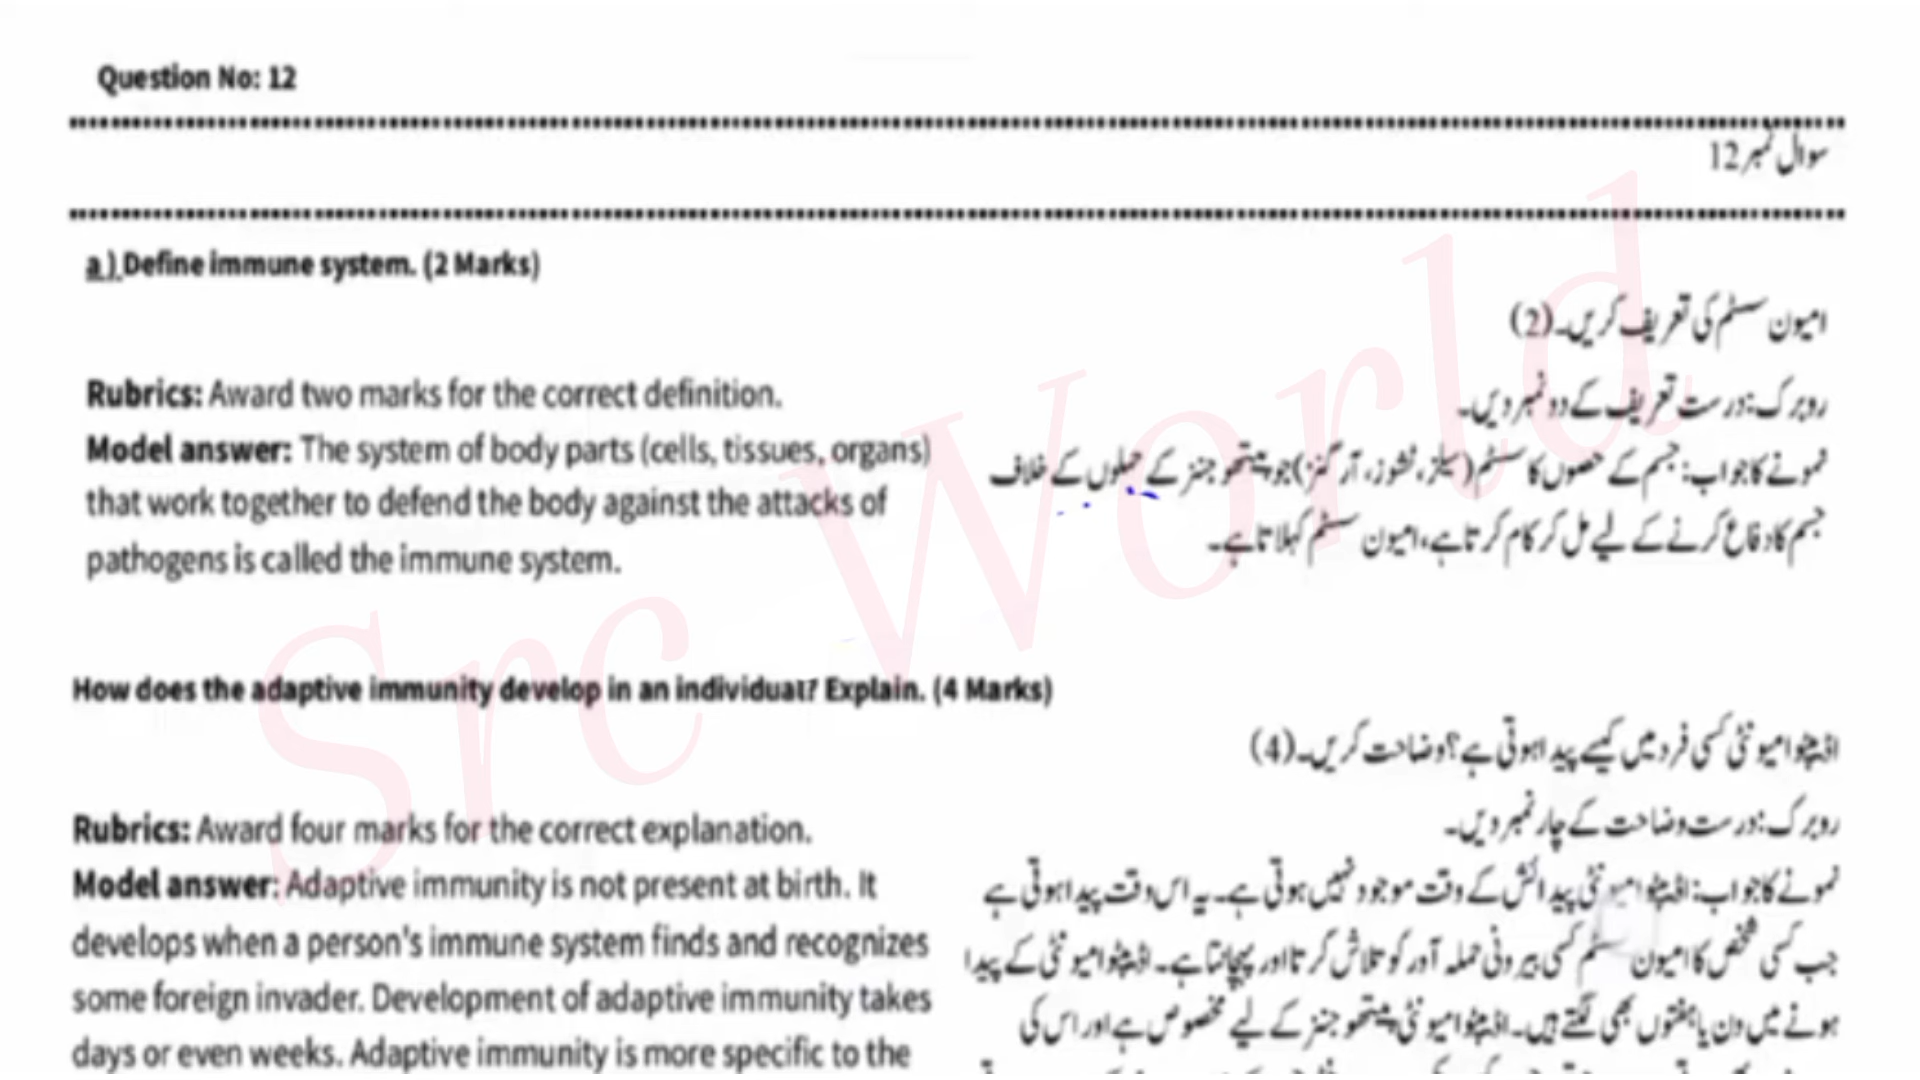 Question No: 12
سوال نمبر 12
a ) Define immune system. (2 Marks)
امیون سسٹم کی تعریف کریں۔ (2)
Rubrics: Award two marks for the correct definition.
روبرک: درست تعریف کے دو نمبر دیں۔
Model answer: The system of body parts (cells, tissues, organs)
that work together to defend the body against the attacks of
pathogens is called the immune system.
نمونے کا جواب: جسم کے حصوں کا سسٹم (سیلز، ٹشوز، آرگنز) جو پیتھوجنز کے حملوں کے خلاف
جسم کا دفاع کرنے کے لیے مل کر کام کرتا ہے، امیون سسٹم کہلاتا ہے۔
How does the adaptive immunity develop in an individual? Explain. (4 Marks)
اڈیپٹو امیونٹی کسی فرد میں کیسے پیدا ہوتی ہے؟ وضاحت کریں۔ (4)
Rubrics: Award four marks for the correct explanation.
روبرک: درست وضاحت کے چار نمبر دیں۔
Model answer: Adaptive immunity is not present at birth. It
develops when a person's immune system finds and recognizes
some foreign invader. Development of adaptive immunity takes
days or even weeks. Adaptive immunity is more specific to the
نمونے کا جواب: اڈیپٹو امیونٹی پیدائش کے وقت موجود نہیں ہوتی ہے۔ یہ اس وقت پیدا ہوتی ہے
جب کسی شخص کا امیون سسٹم کسی بیرونی حملہ آور کو تلاش کرتا اور پہچانتا ہے۔ اڈیپٹو امیونٹی کے پیدا
ہونے میں دن یا ہفتوں بھی لگتے ہیں۔ اڈیپٹو امیونٹی پیتھوجنز کے لیے مخصوص ہے اور اس کی
Src World